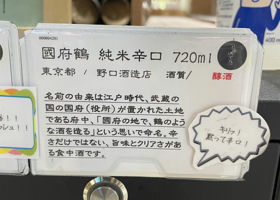 國府鶴 純米辛口 720ml
東京都 / 野口酒造店 酒質/ 醇酒
名前の由来は江戸時代、武蔵の
国の国府(役所)が置かれた土地
である府中、「國府の地で、鶴のよう
な酒を造る」という思いで命名。辛
さだけではない、旨味とクリアさがあ
る食中酒です。
キリッ!
黙って辛口!